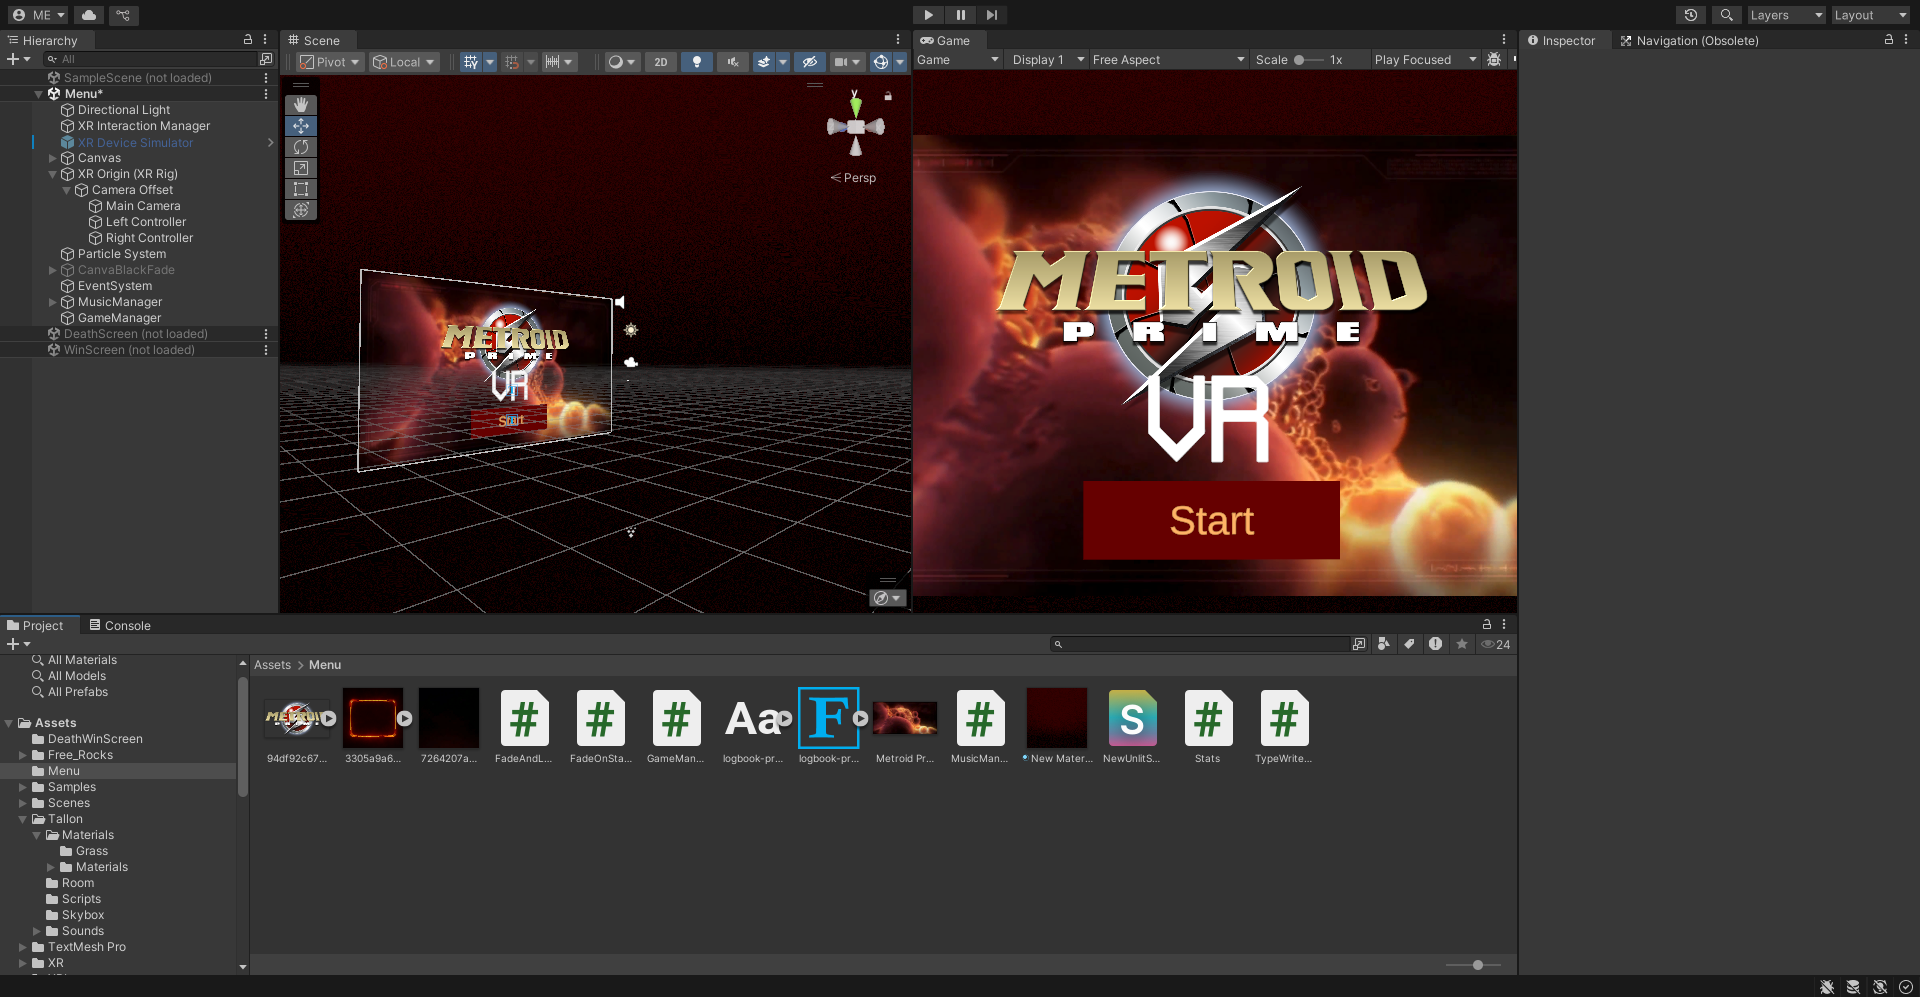 ME
Layers
Layout
Hierarchy
All
SampleScene (not loaded)
Menu*
Directional Light
XR Interaction Manager
XR Device Simulator
Canvas
XR Origin (XR Rig)
Camera Offset
Main Camera
Left Controller
Right Controller
Particle System
CanvaBlackFade
EventSystem
MusicManager
GameManager
DeathScreen (not loaded)
WinScreen (not loaded)
Scene
Pivot
Local
2D
y
Persp
METROID
PRIME
VR
Start
Game
Game
Display 1
Free Aspect
Scale
1x
Play Focused
METROID
PRIME
VR
Start
Inspector
Navigation (Obsolete)
Project
Console
24
All Materials
All Models
All Prefabs
Assets
DeathWinScreen
Free_Rocks
Menu
Samples
Scenes
Tallon
Materials
Grass
Materials
Room
Scripts
Skybox
Sounds
TextMesh Pro
XR
Assets > Menu
METROID
Aa
F
S
94df92c67...
3305a9a6...
7264207a...
FadeAndL...
FadeOnSta...
GameMan...
logbook-pr...
logbook-pr...
Metroid Pr...
MusicMan...
New Mater...
NewUnlitS...
Stats
TypeWrite...